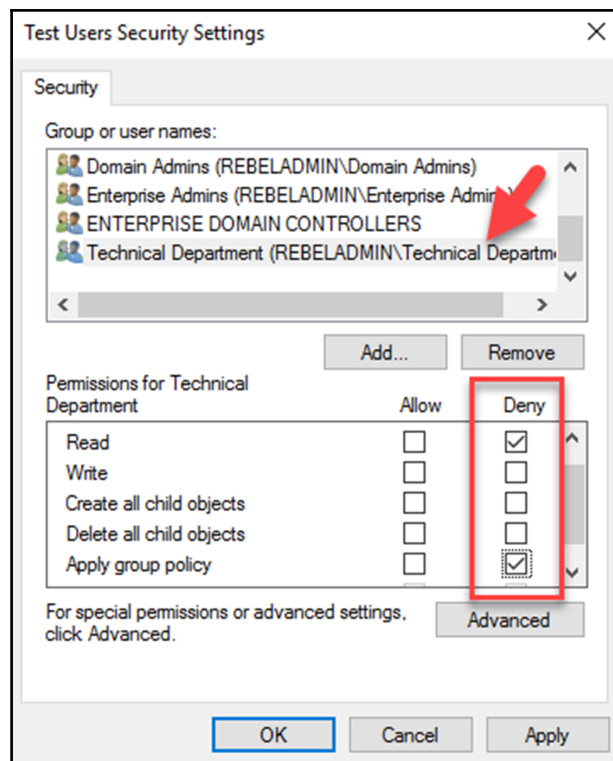 Test Users Security Settings
Security
Group or user names:
Domain Admins (REBELADMIN\Domain Admins)
Enterprise Admins (REBELADMIN\Enterprise Admins)
ENTERPRISE DOMAIN CONTROLLERS
Technical Department (REBELADMIN\Technical Departm
Add...
Remove
Permissions for Technical
Department
Allow
Deny
Read
Write
Create all child objects
Delete all child objects
Apply group policy
For special permissions or advanced settings,
click Advanced.
Advanced
OK
Cancel
Apply